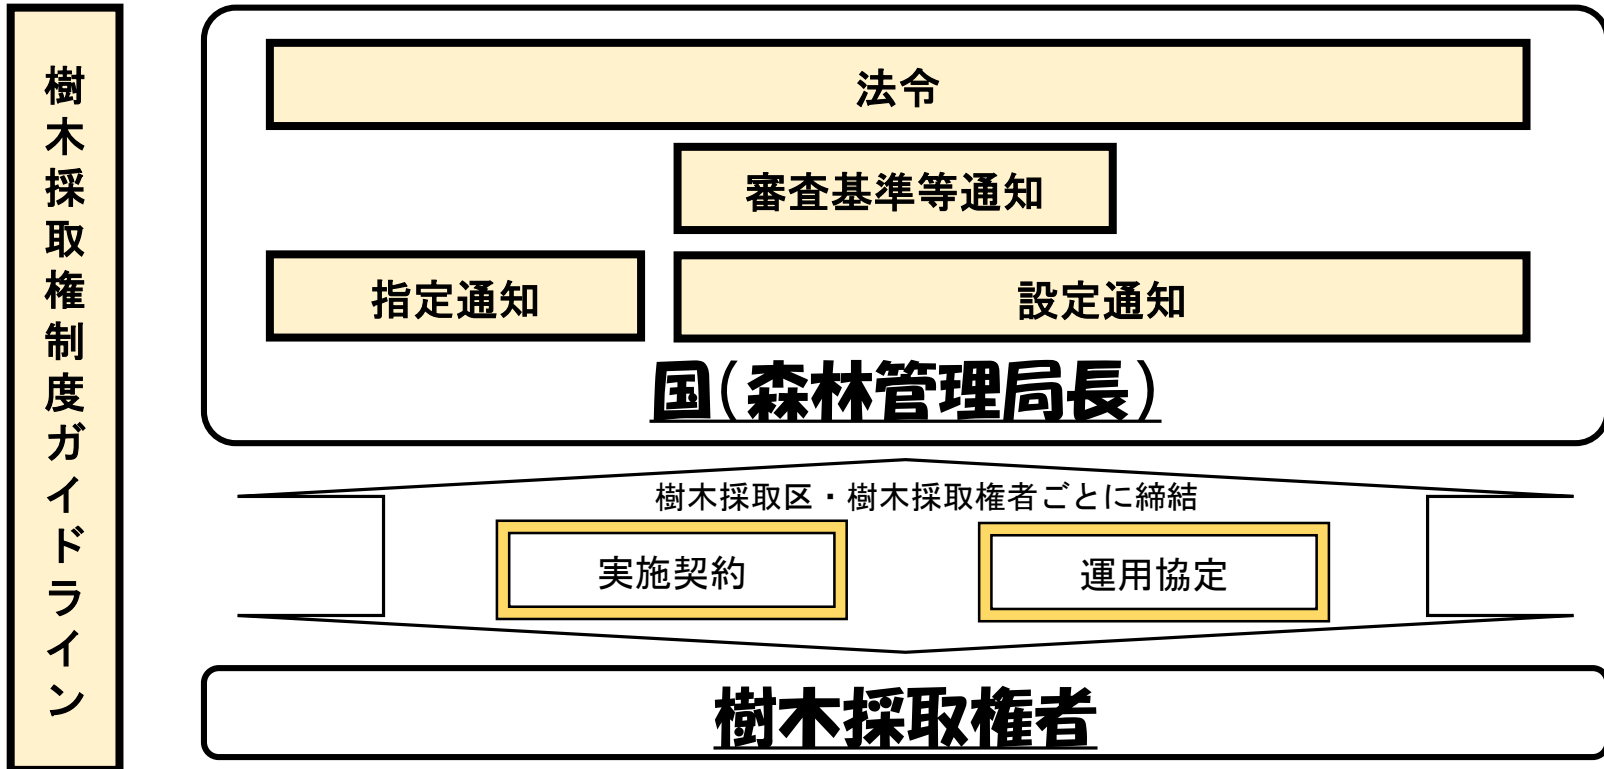 樹木採取権制度ガイドライン
法令
審査基準等通知
指定通知
設定通知
国(森林管理局長)
樹木採取区・樹木採取権者ごとに締結
実施契約
運用協定
樹木採取権者